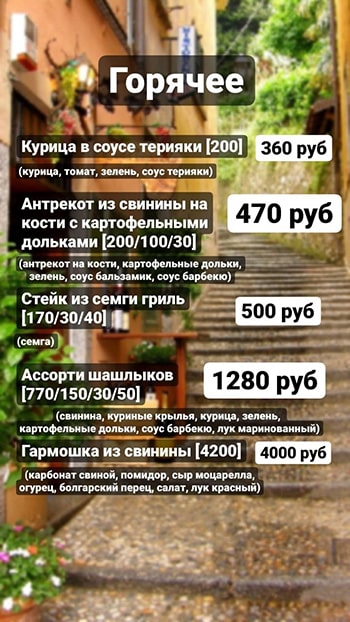 Горячее
Курица в соусе терияки [200]
360 руб
(курица, томат, зелень, соус терияки)
Антрекот из свинины на
кости с картофельными
дольками [200/100/30]
470 руб
(антрекот на кости, картофельные дольки,
зелень, соус бальзамик, соус барбекю)
Стейк из семги гриль
[170/30/40]
500 руб
(семга)
Ассорти шашлыков
[770/150/30/50]
1280 руб
(свинина, куриные крылья, курица, зелень,
картофельные дольки, соус барбекю, лук маринованный)
Гармошка из свинины [4200]
4000 руб
(карбонат свиной, помидор, сыр моцарелла,
огурец, болгарский перец, салат, лук красный)